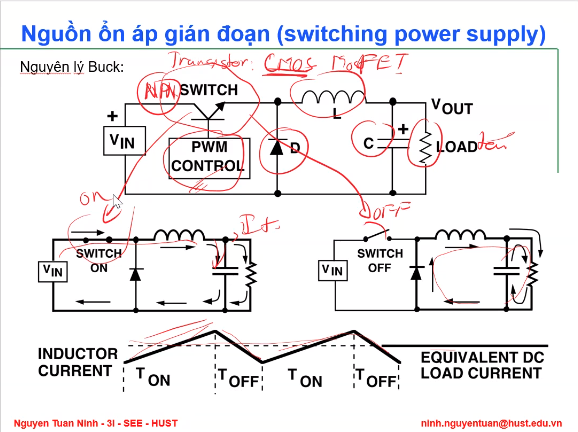 Nguồn ổn áp gián đoạn (switching power supply)
Nguyên lý Buck:
Transistor CMOS MOSFET
NPN SWITCH
+
VIN
PWM
CONTROL
D
L
C
+
VOUT
LOAD
on
OFF
SWITCH
ON
VIN
SWITCH
OFF
VIN
INDUCTOR
CURRENT
TON
TOFF
TON
TOFF
EQUIVALENT DC
LOAD CURRENT
Nguyen Tuan Ninh - 3I - SEE - HUST
ninh.nguyentuan@hust.edu.vn